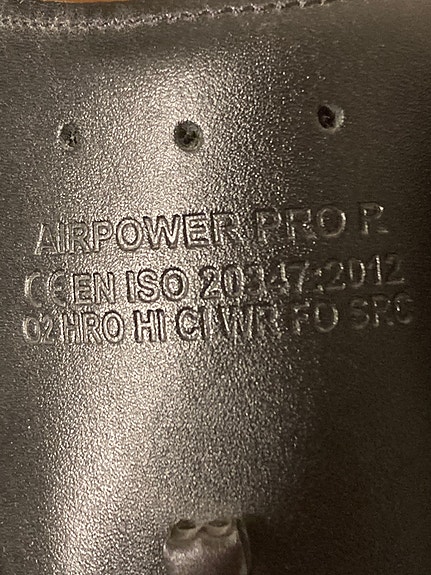 AIRPOWER PRO R
CE EN ISO 20347:2012
O2 HRO HI CI WR FO SRC